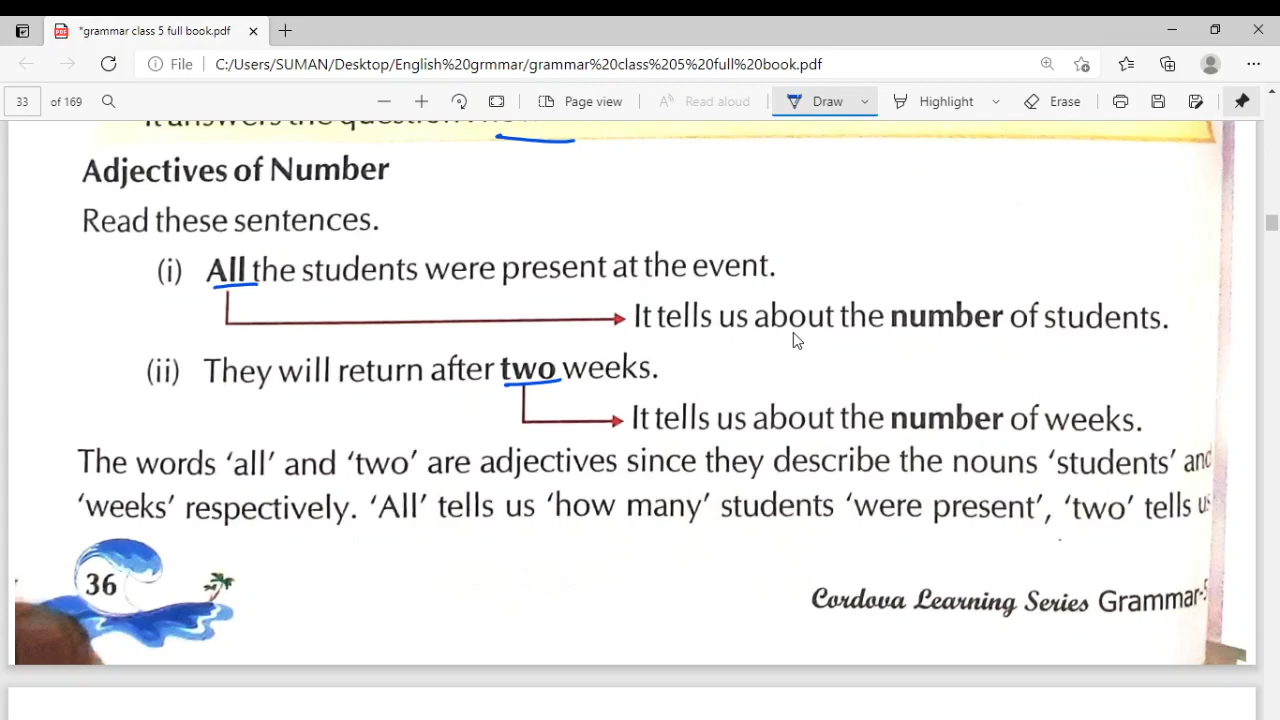 *grammar class 5 full book.pdf
File C:/Users/SUMAN/Desktop/English%20grmmar/grammar%20class%205%20full%20book.pdf
33 of 169 Page view Read aloud Draw Highlight Erase
It answers the question
Adjectives of Number
Read these sentences.
(i) All the students were present at the event.
It tells us about the number of students.
(ii) They will return after two weeks.
It tells us about the number of weeks.
The words ‘all’ and ‘two’ are adjectives since they describe the nouns ‘students’ and
‘weeks’ respectively. ‘All’ tells us ‘how many’ students ‘were present’, ‘two’ tells us
36
Cordova Learning Series Grammar-5